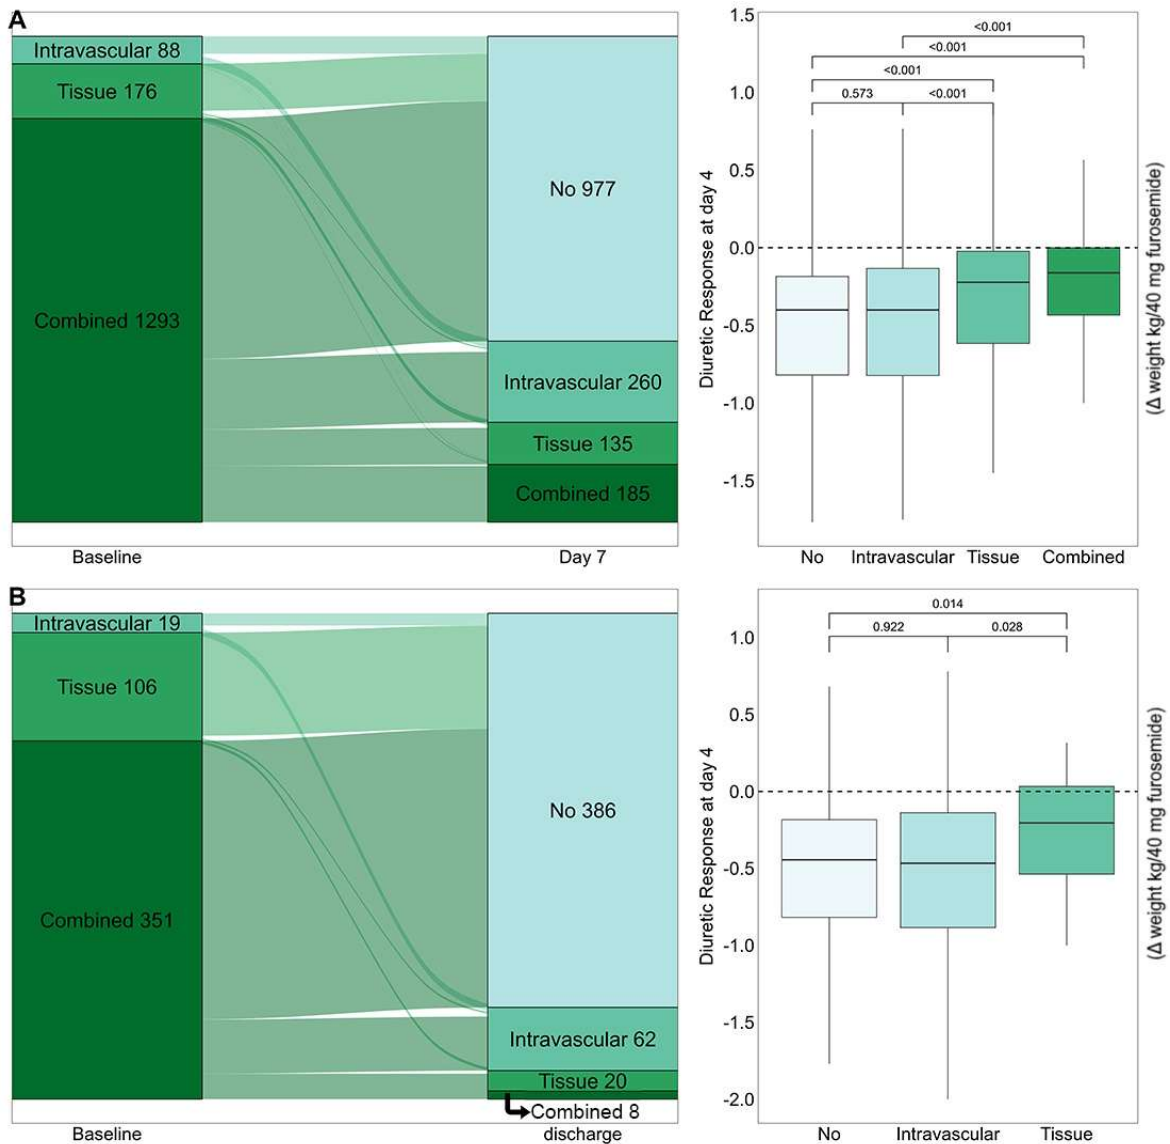 A
Intravascular 88
Tissue 176
Combined 1293
No 977
Intravascular 260
Tissue 135
Combined 185
Baseline
Day 7
1.5
1.0
0.5
0.0
-0.5
-1.0
-1.5
Diuretic Response at day 4
(Δ weight kg/40 mg furosemide)
<0.001
<0.001
<0.001
0.573
<0.001
No
Intravascular
Tissue
Combined
B
Intravascular 19
Tissue 106
Combined 351
No 386
Intravascular 62
Tissue 20
Combined 8
Baseline
discharge
1.0
0.5
0.0
-0.5
-1.0
-1.5
-2.0
Diuretic Response at day 4
(Δ weight kg/40 mg furosemide)
0.014
0.922
0.028
No
Intravascular
Tissue